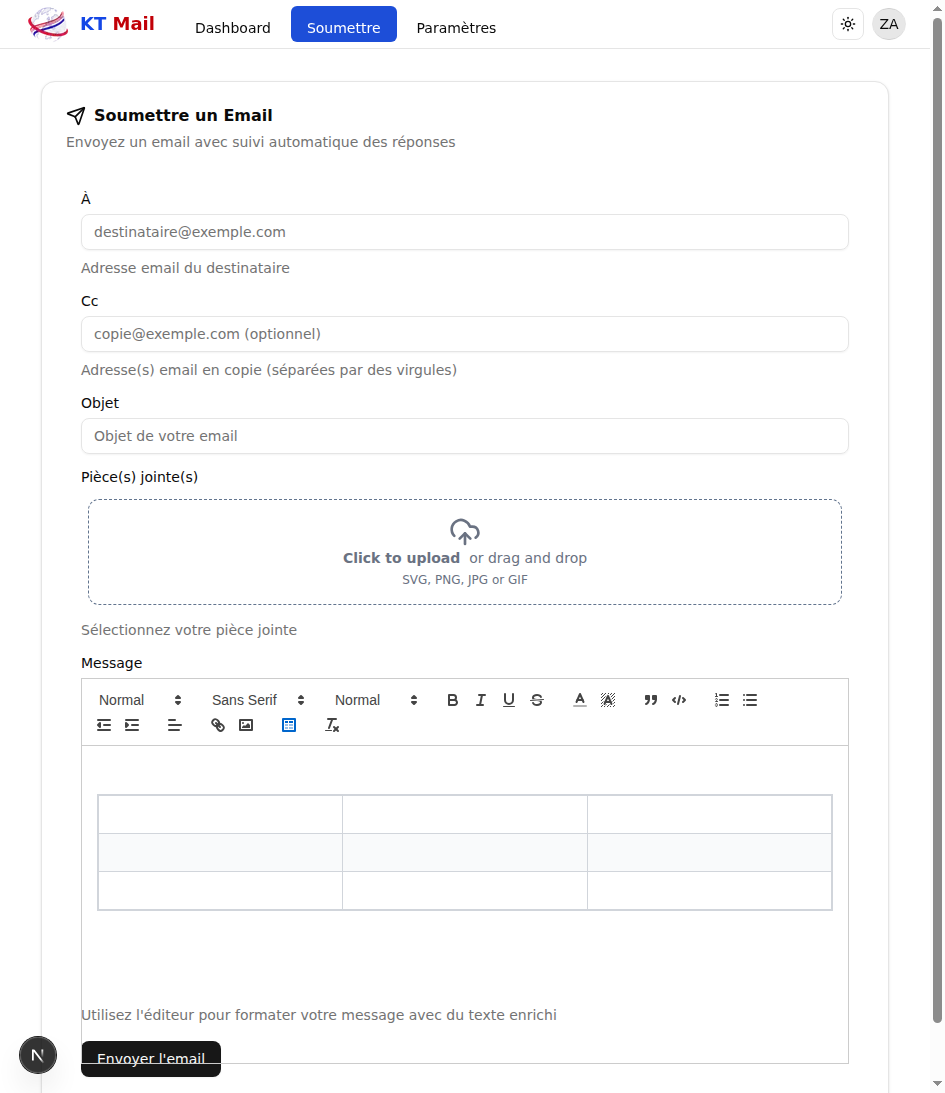 KT Mail
Dashboard
Soumettre
Paramètres
ZA
Soumettre un Email
Envoyez un email avec suivi automatique des réponses
À
destinataire@exemple.com
Adresse email du destinataire
Cc
copie@exemple.com (optionnel)
Adresse(s) email en copie (séparées par des virgules)
Objet
Objet de votre email
Pièce(s) jointe(s)
Click to upload or drag and drop
SVG, PNG, JPG or GIF
Sélectionnez votre pièce jointe
Message
Normal Sans Serif Normal B I U S A A
Utilisez l'éditeur pour formater votre message avec du texte enrichi
N
Envoyer l'email